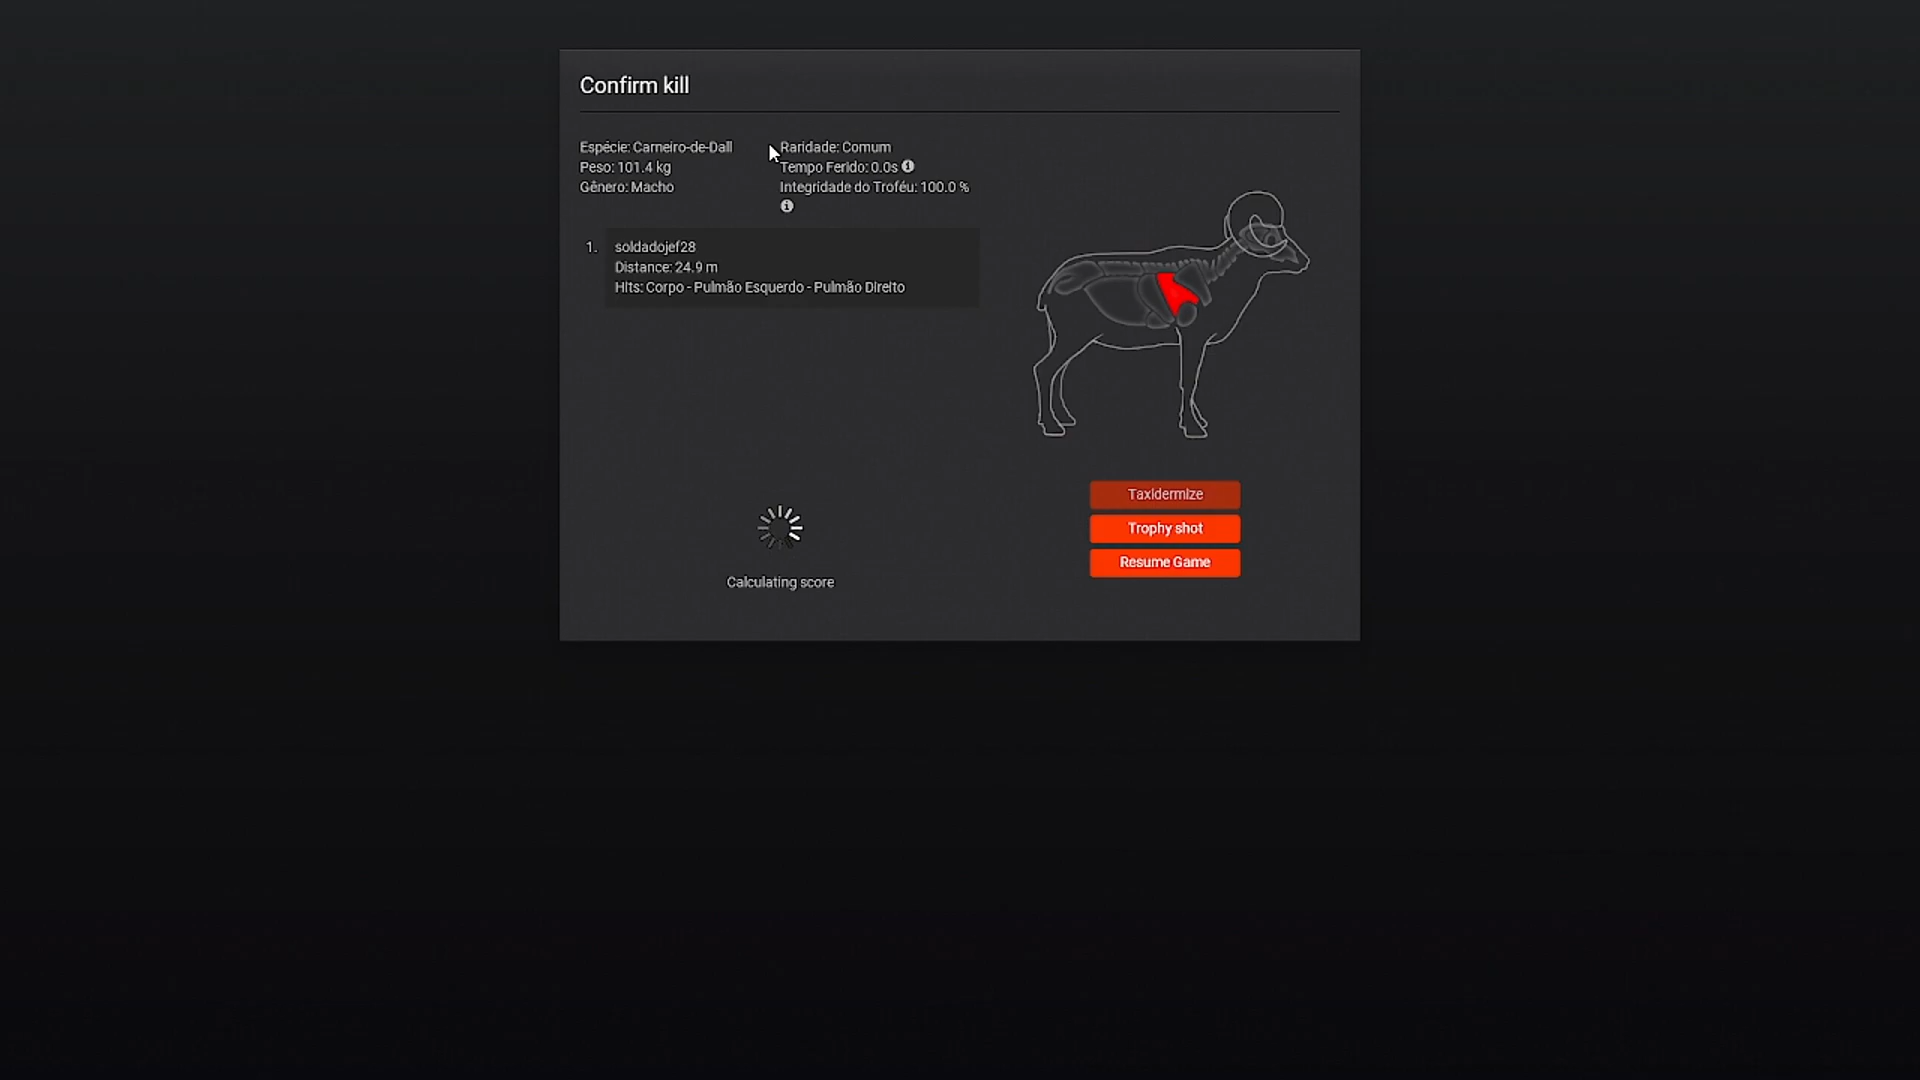 Confirm kill
Espécie: Carneiro-de-Dall
Peso: 101.4 kg
Gênero: Macho
Raridade: Comum
Tempo Ferido: 0.0s
Integridade do Troféu: 100.0 %
1.
soldadojef28
Distance: 24.9 m
Hits: Corpo - Pulmão Esquerdo - Pulmão Direito
Calculating score
Taxidermize
Trophy shot
Resume Game